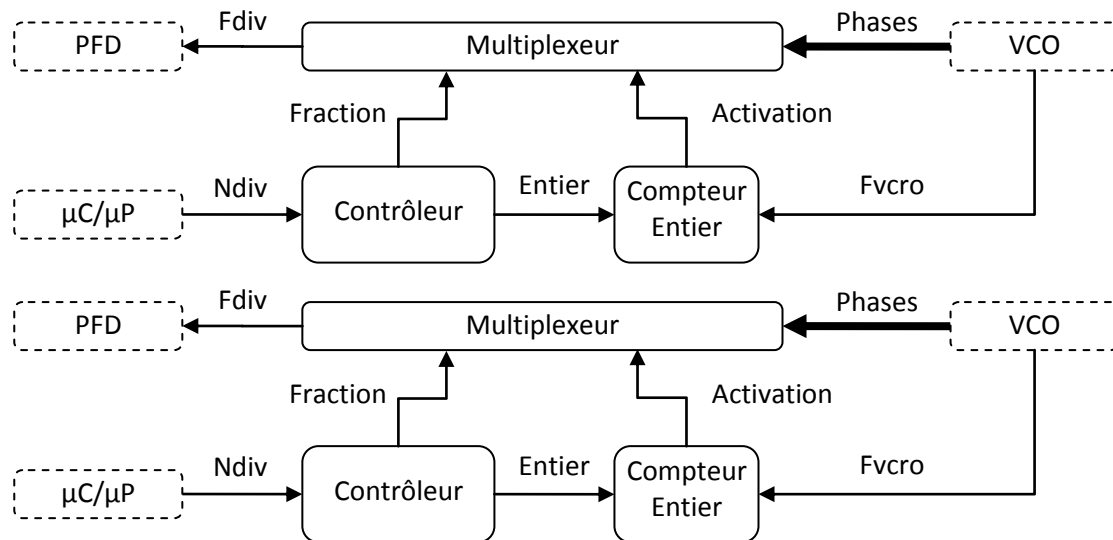 Fdiv
Phases
PFD
Multiplexeur
VCO
Fraction
Activation
Ndiv
Entier
Fvcro
µC/µP
Contrôleur
Compteur
Entier
Fdiv
Phases
PFD
Multiplexeur
VCO
Fraction
Activation
Ndiv
Entier
Fvcro
µC/µP
Contrôleur
Compteur
Entier